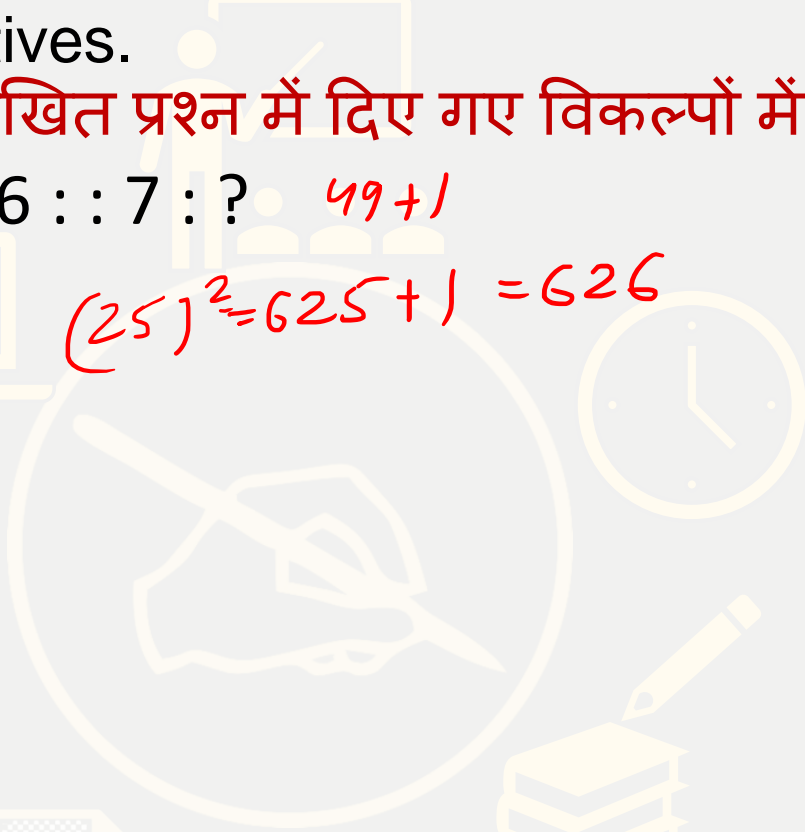 ives.
खित प्रश्न में दिए गए विकल्पों में
6 : : 7 : ? 49+1
(25)²=625+1 =626